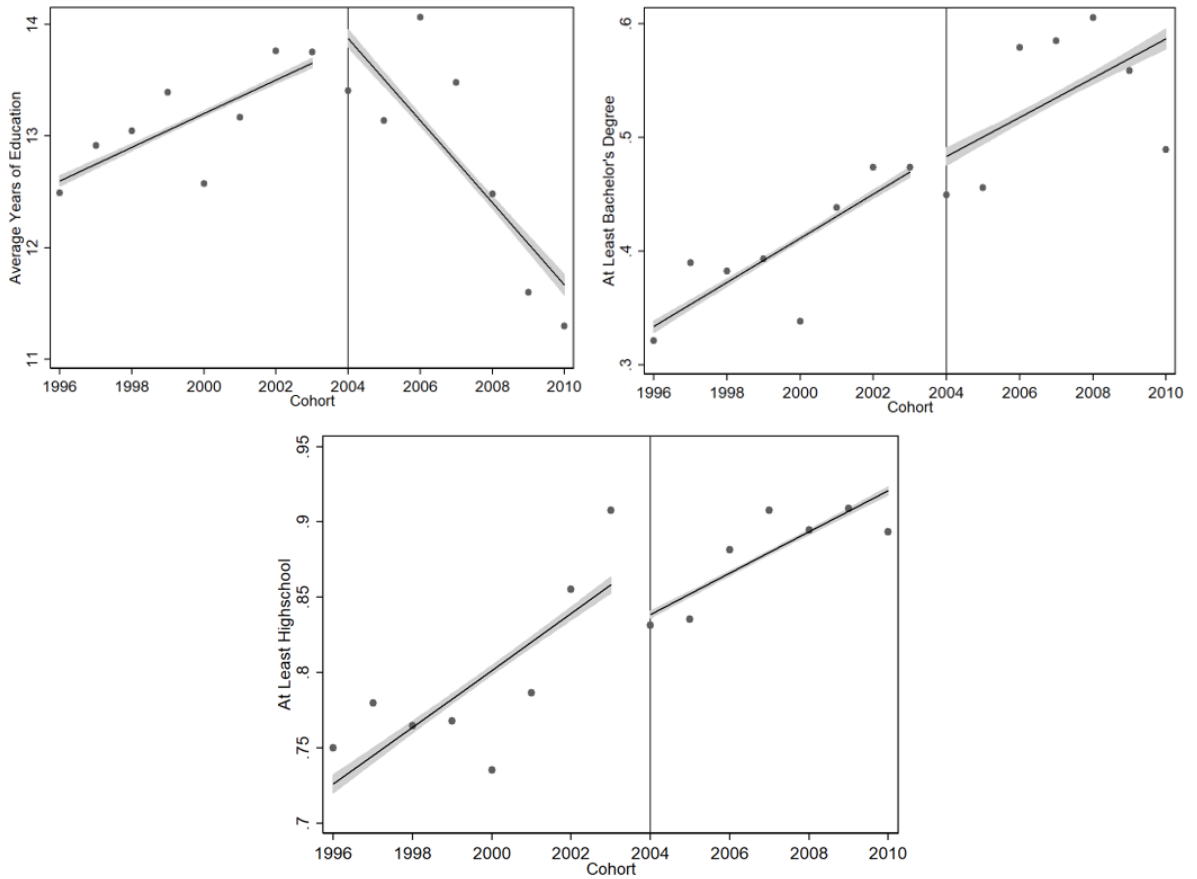 Average Years of Education
14
13
12
11
1996 1998 2000 2002 2004 2006 2008 2010
Cohort
At Least Bachelor's Degree
.6
.5
.4
.3
1996 1998 2000 2002 2004 2006 2008 2010
Cohort
At Least Highschool
.95
.9
.85
.8
.75
.7
1996 1998 2000 2002 2004 2006 2008 2010
Cohort